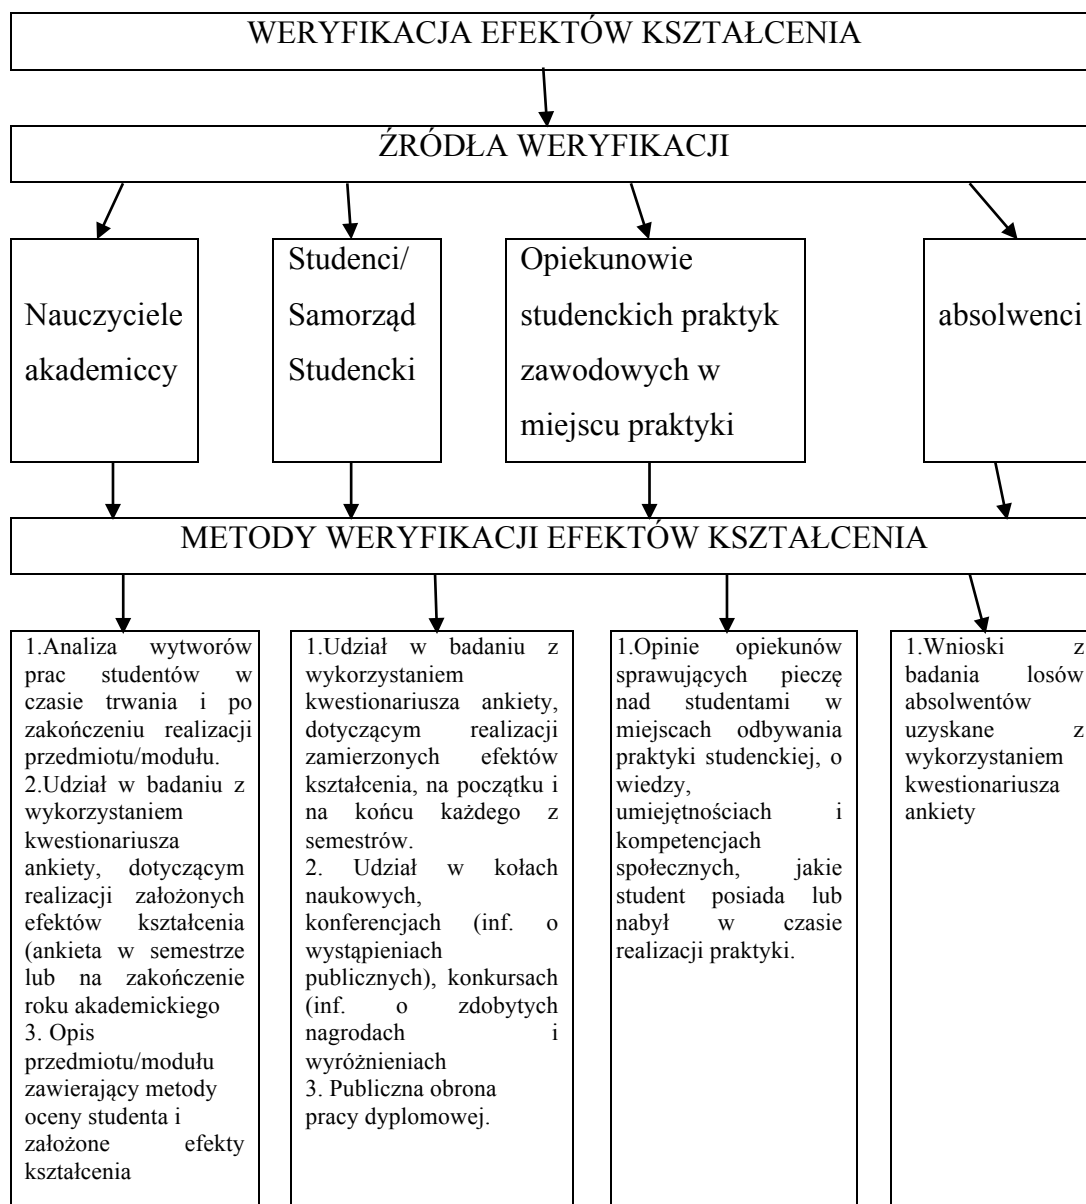 WERYFIKACJA EFEKTÓW KSZTAŁCENIA
ŹRÓDŁA WERYFIKACJI
Nauczyciele
akademiccy
Studenci/
Samorząd
Studencki
Opiekunowie
studenckich praktyk
zawodowych w
miejscu praktyki
absolwenci
METODY WERYFIKACJI EFEKTÓW KSZTAŁCENIA
1.Analiza wytworów
prac studentów w
czasie trwania i po
zakończeniu realizacji
przedmiotu/modułu.
2.Udział w badaniu z
wykorzystaniem
kwestionariusza
ankiety, dotyczącym
realizacji założonych
efektów kształcenia
(ankieta w semestrze
lub na zakończenie
roku akademickiego
3. Opis
przedmiotu/modułu
zawierający metody
oceny studenta i
założone efekty
kształcenia
1.Udział w badaniu z
wykorzystaniem
kwestionariusza ankiety,
dotyczącym realizacji
zamierzonych efektów
kształcenia, na początku i
na końcu każdego z
semestrów.
2. Udział w kołach
naukowych,
konferencjach (inf. o
wystąpieniach
publicznych), konkursach
(inf. o zdobytych
nagrodach i
wyróżnieniach
3. Publiczna obrona
pracy dyplomowej.
1.Opinie opiekunów
sprawujących pieczę
nad studentami w
miejscach odbywania
praktyki studenckiej, o
wiedzy,
umiejętnościach i
kompetencjach
społecznych, jakie
student posiada lub
nabył w czasie
realizacji praktyki.
1.Wnioski z
badania losów
absolwentów
uzyskane z
wykorzystaniem
kwestionariusza
ankiety